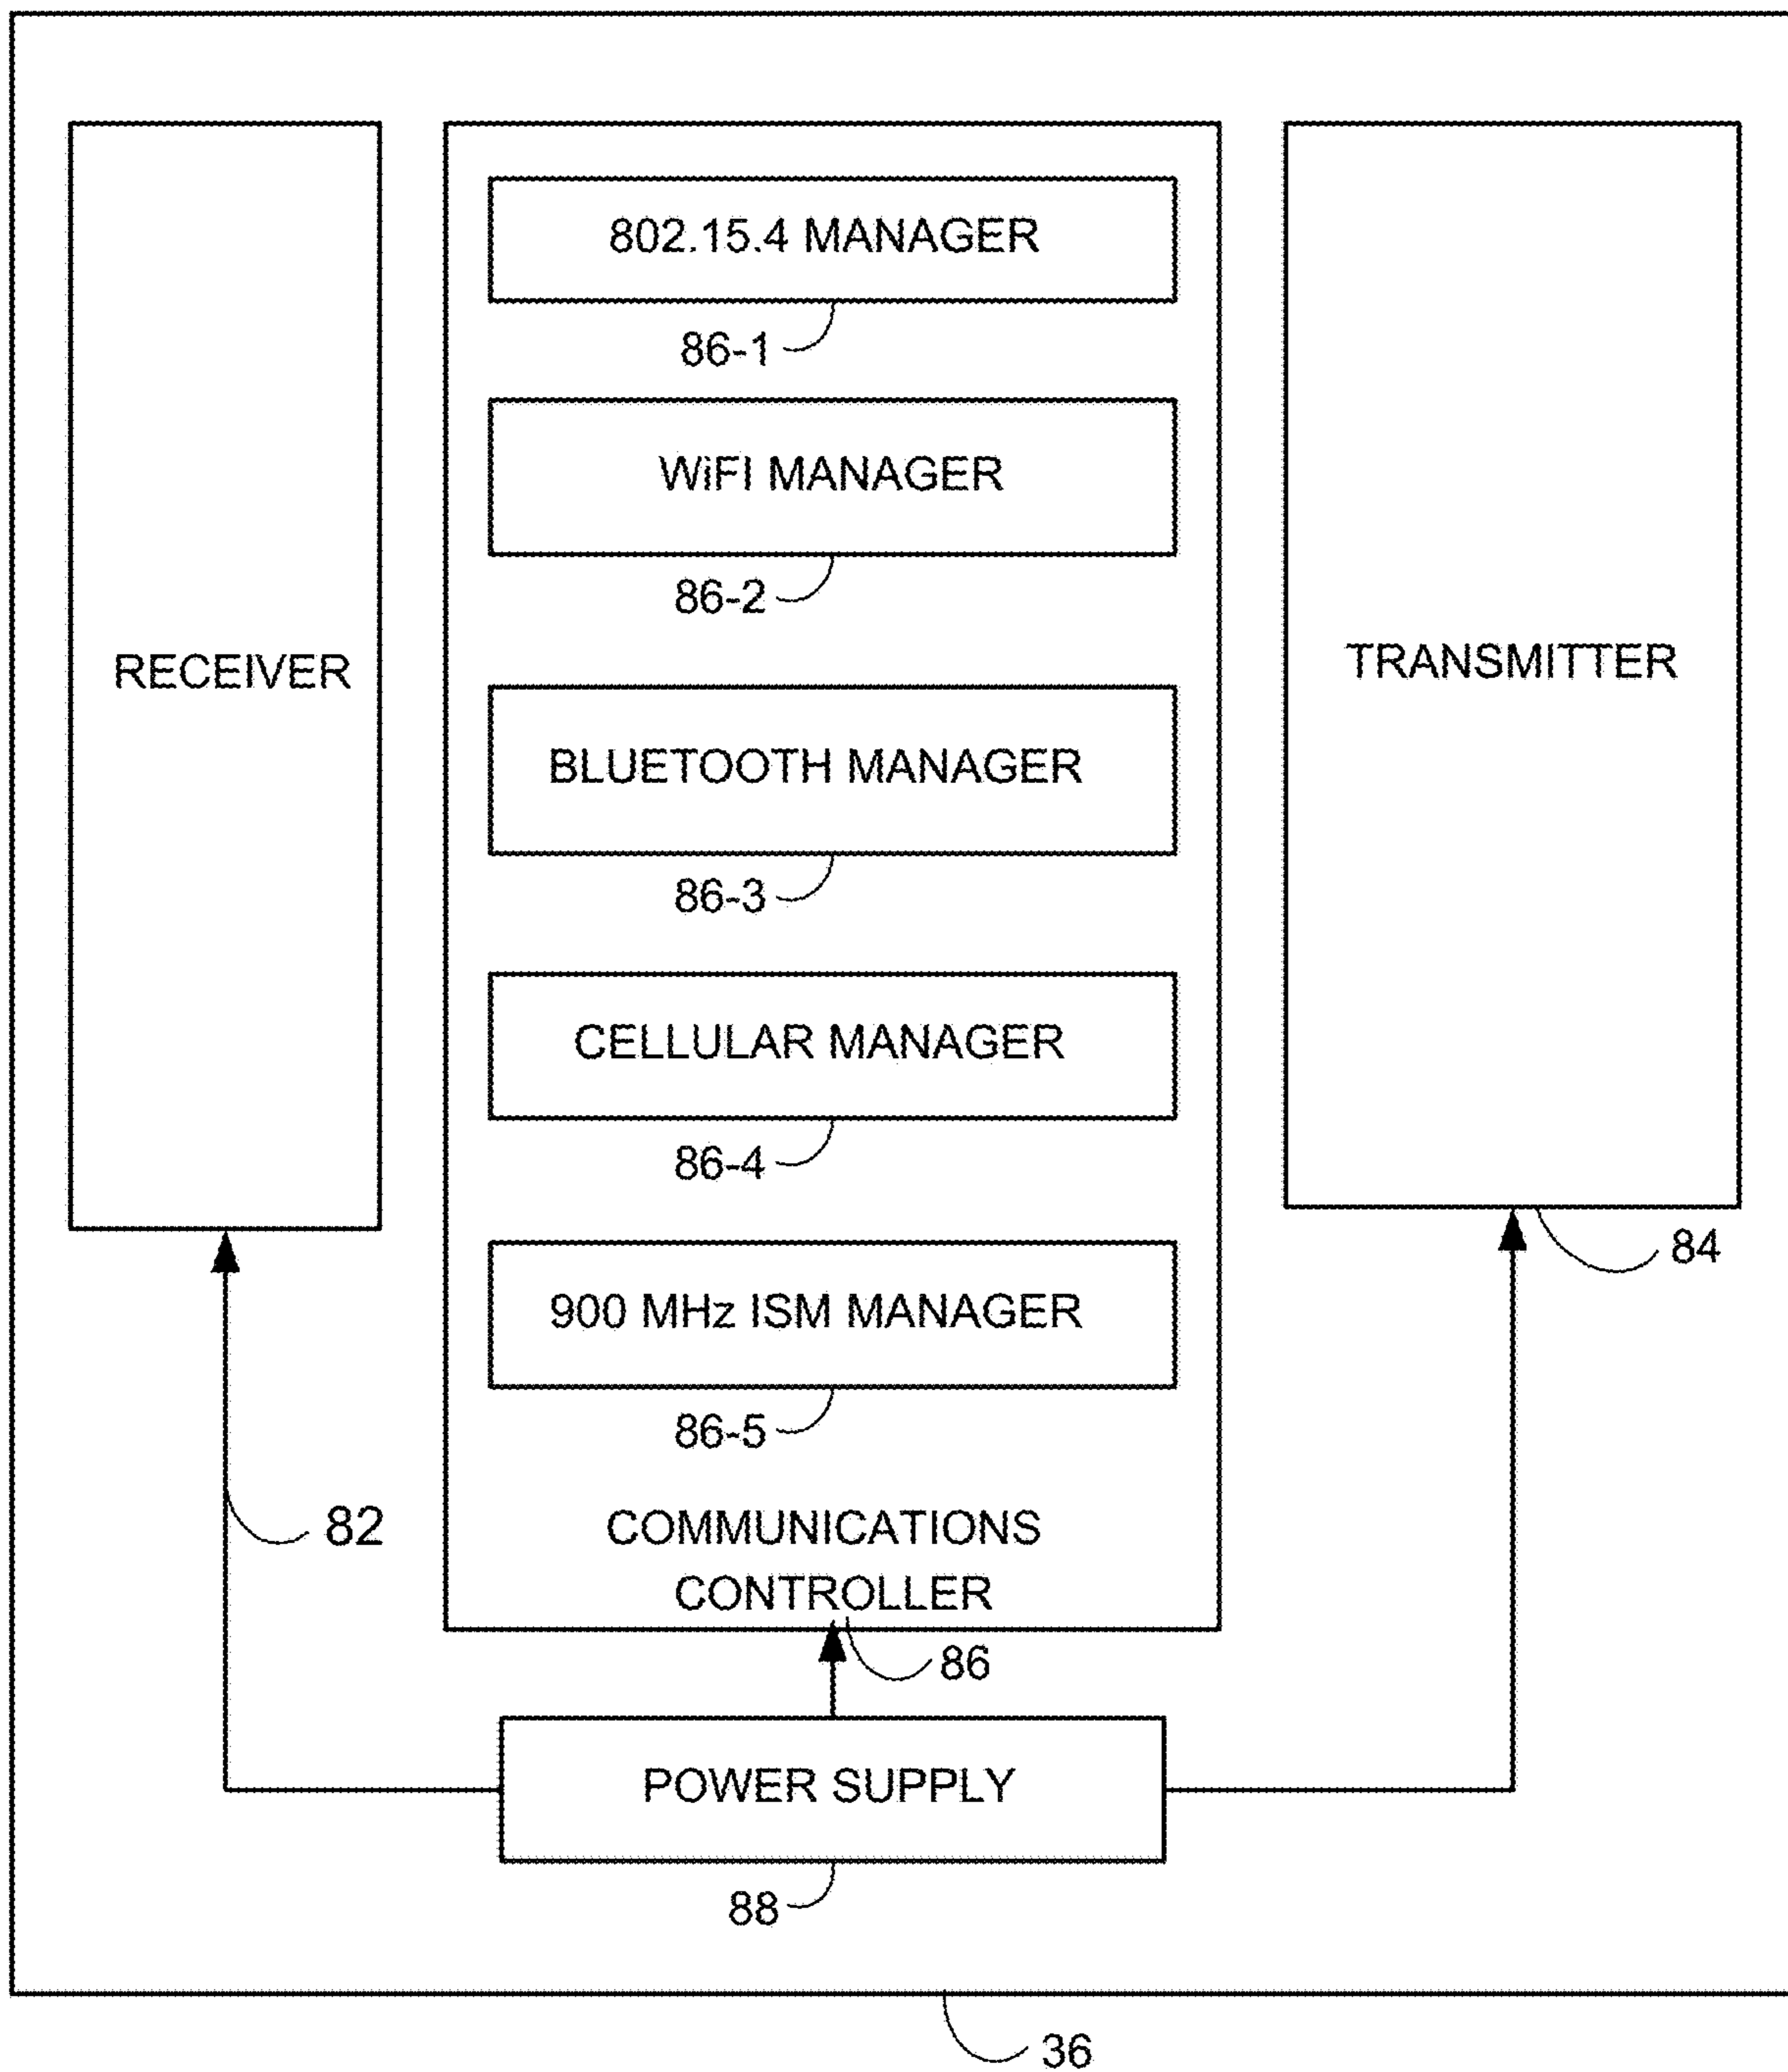 802.15.4 MANAGER
86-1
WiFI MANAGER
86-2
RECEIVER
TRANSMITTER
BLUETOOTH MANAGER
86-3
CELLULAR MANAGER
86-4
84
900 MHz ISM MANAGER
86-5
82
COMMUNICATIONS
CONTROLLER
86
POWER SUPPLY
88
36